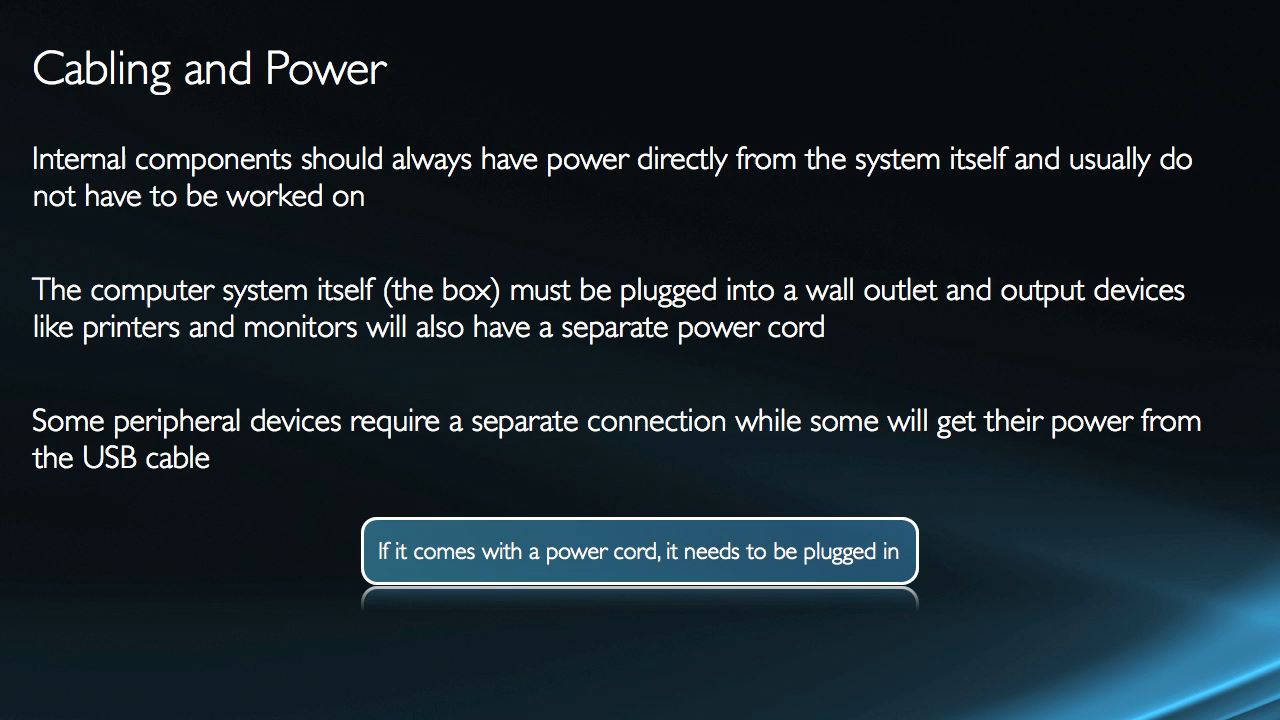 Cabling and Power
Internal components should always have power directly from the system itself and usually do
not have to be worked on
The computer system itself (the box) must be plugged into a wall outlet and output devices
like printers and monitors will also have a separate power cord
Some peripheral devices require a separate connection while some will get their power from
the USB cable
If it comes with a power cord, it needs to be plugged in